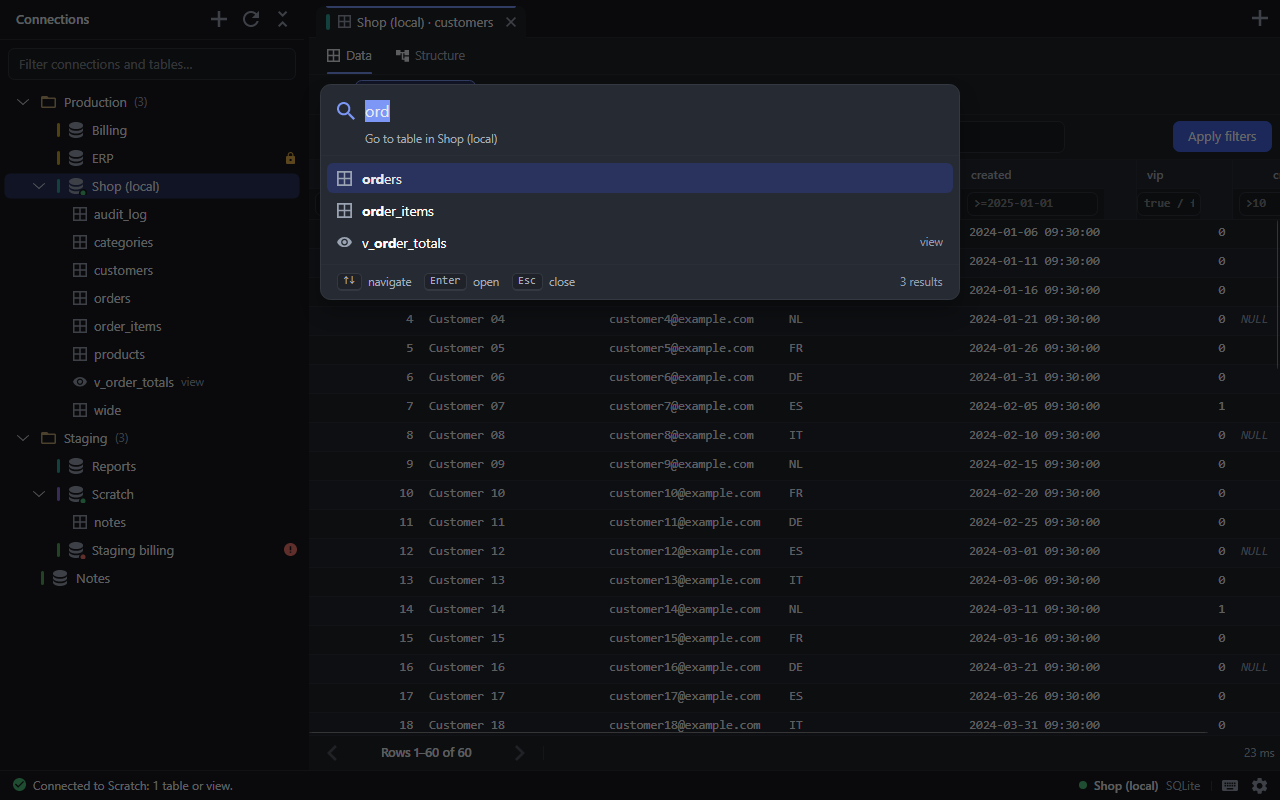 Connections
Shop (local) · customers
Data
Structure
Filter connections and tables...
ord
Go to table in Shop (local)
Apply filters
orders
order_items
v_order_totals view
navigate Enter open Esc close 3 results
Production (3)
Billing
ERP
Shop (local)
audit_log
categories
customers
orders
order_items
products
v_order_totals view
wide
Staging (3)
Reports
Scratch
notes
Staging billing
Notes
created vip
>=2025-01-01 true / f >10
2024-01-06 09:30:00 0
2024-01-11 09:30:00 0
2024-01-16 09:30:00 0
4 Customer 04 customer4@example.com NL 2024-01-21 09:30:00 0 NULL
5 Customer 05 customer5@example.com FR 2024-01-26 09:30:00 0
6 Customer 06 customer6@example.com DE 2024-01-31 09:30:00 0
7 Customer 07 customer7@example.com ES 2024-02-05 09:30:00 1
8 Customer 08 customer8@example.com IT 2024-02-10 09:30:00 0 NULL
9 Customer 09 customer9@example.com NL 2024-02-15 09:30:00 0
10 Customer 10 customer10@example.com FR 2024-02-20 09:30:00 0
11 Customer 11 customer11@example.com DE 2024-02-25 09:30:00 0
12 Customer 12 customer12@example.com ES 2024-03-01 09:30:00 0 NULL
13 Customer 13 customer13@example.com IT 2024-03-06 09:30:00 0
14 Customer 14 customer14@example.com NL 2024-03-11 09:30:00 1
15 Customer 15 customer15@example.com FR 2024-03-16 09:30:00 0
16 Customer 16 customer16@example.com DE 2024-03-21 09:30:00 0 NULL
17 Customer 17 customer17@example.com ES 2024-03-26 09:30:00 0
18 Customer 18 customer18@example.com IT 2024-03-31 09:30:00 0
Rows 1–60 of 60
23 ms
Connected to Scratch: 1 table or view.
Shop (local) SQLite